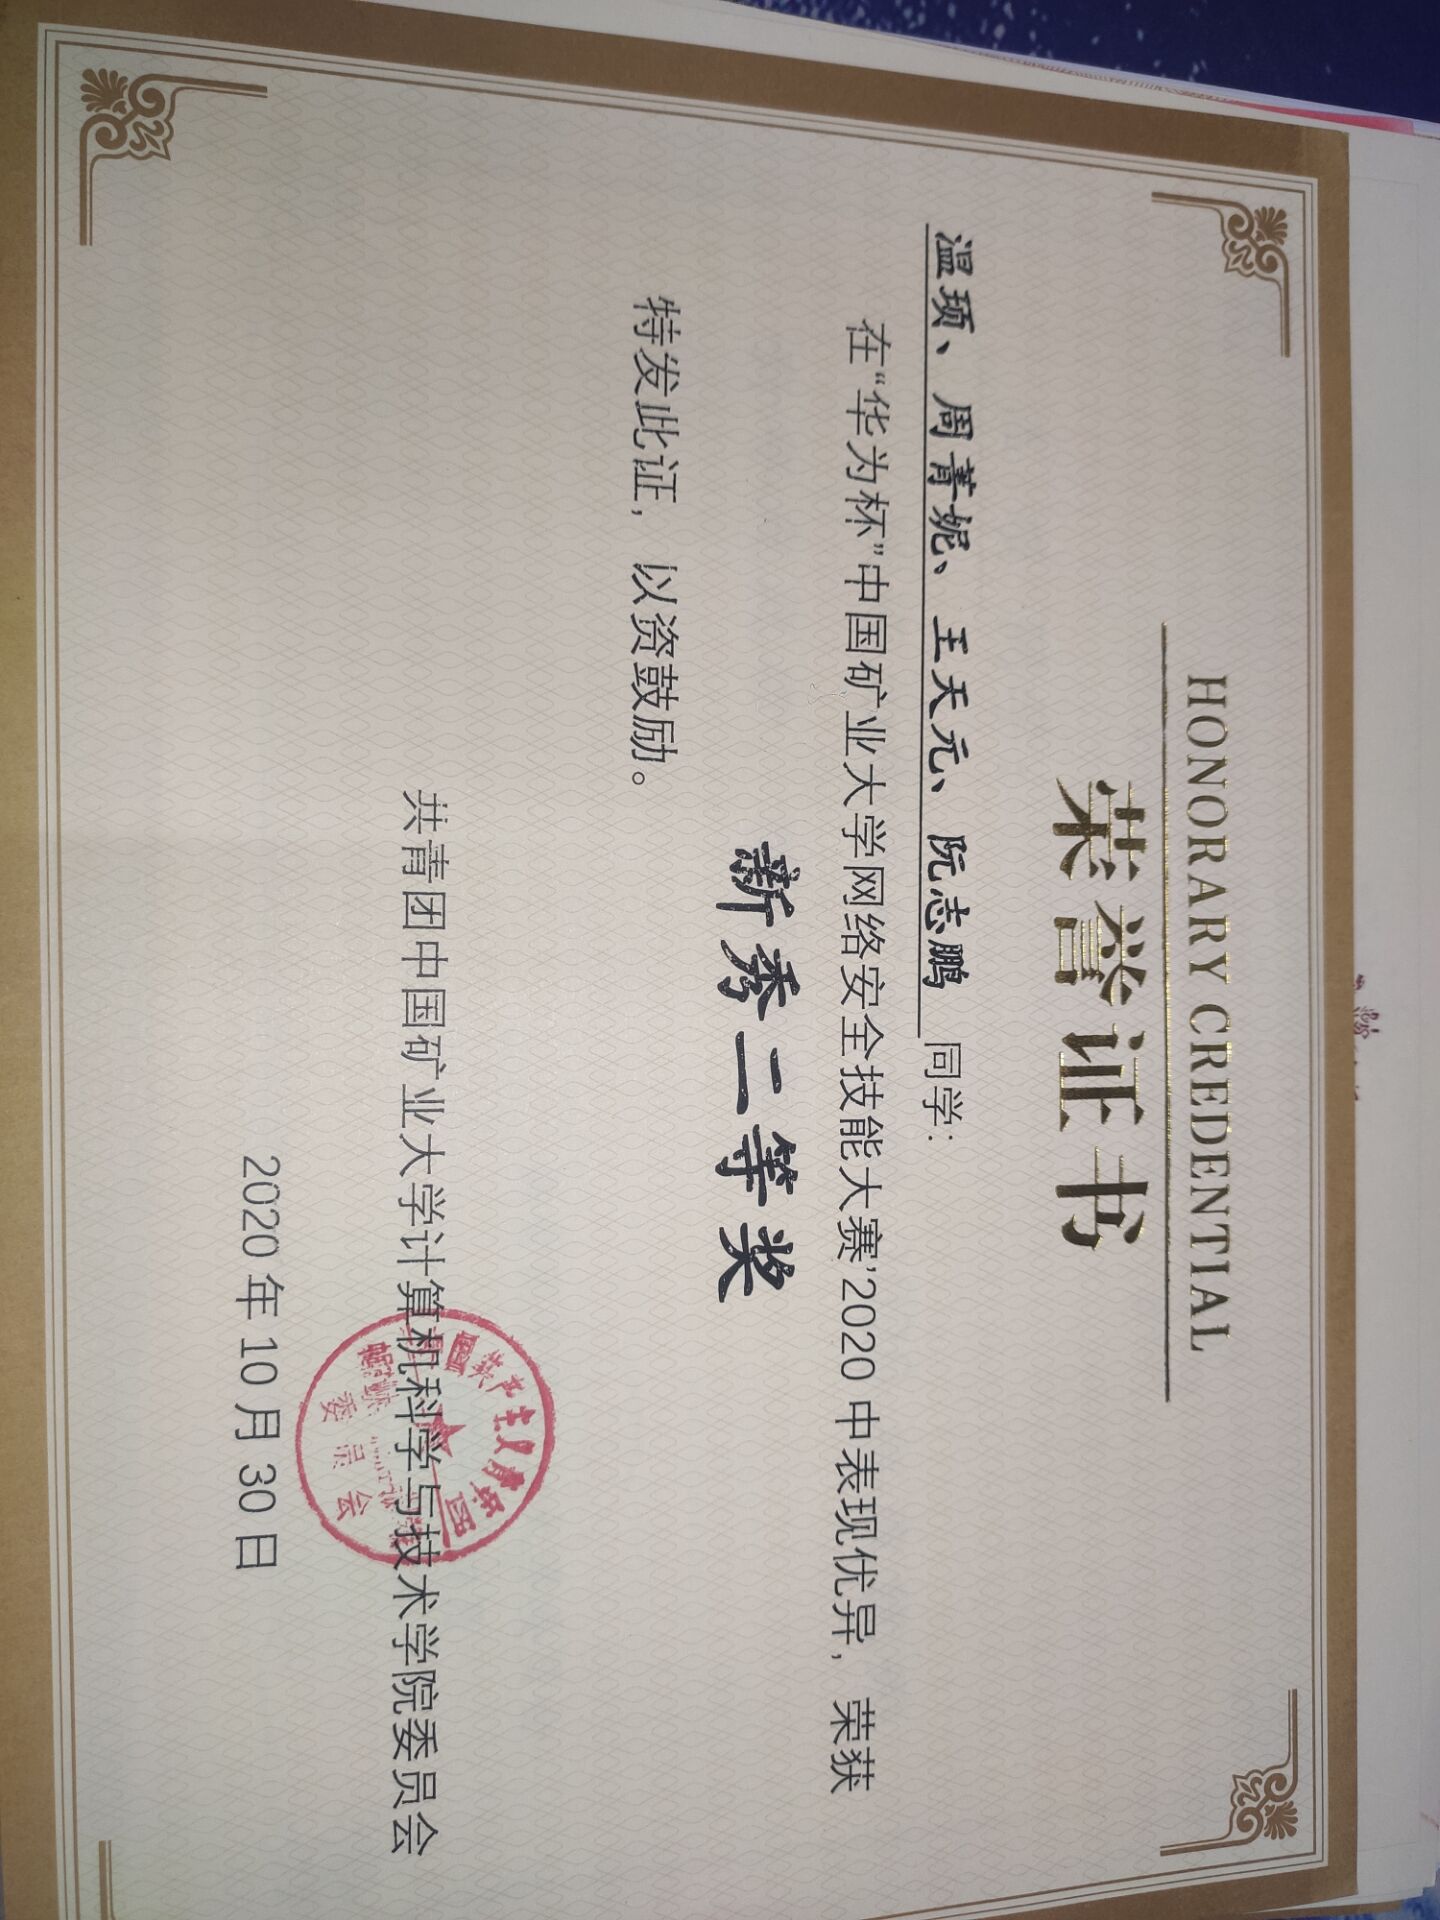 HONORARY CREDENTIAL
荣誉证书
温顼、周菁妮、王天元、阮志鹏 同学:
在“华为杯”中国矿业大学网络安全技能大赛’2020中表现优异，荣获
新秀二等奖
特发此证，以资鼓励。
共青团中国矿业大学计算机科学与技术学院委员会
2020年10月30日
委员会